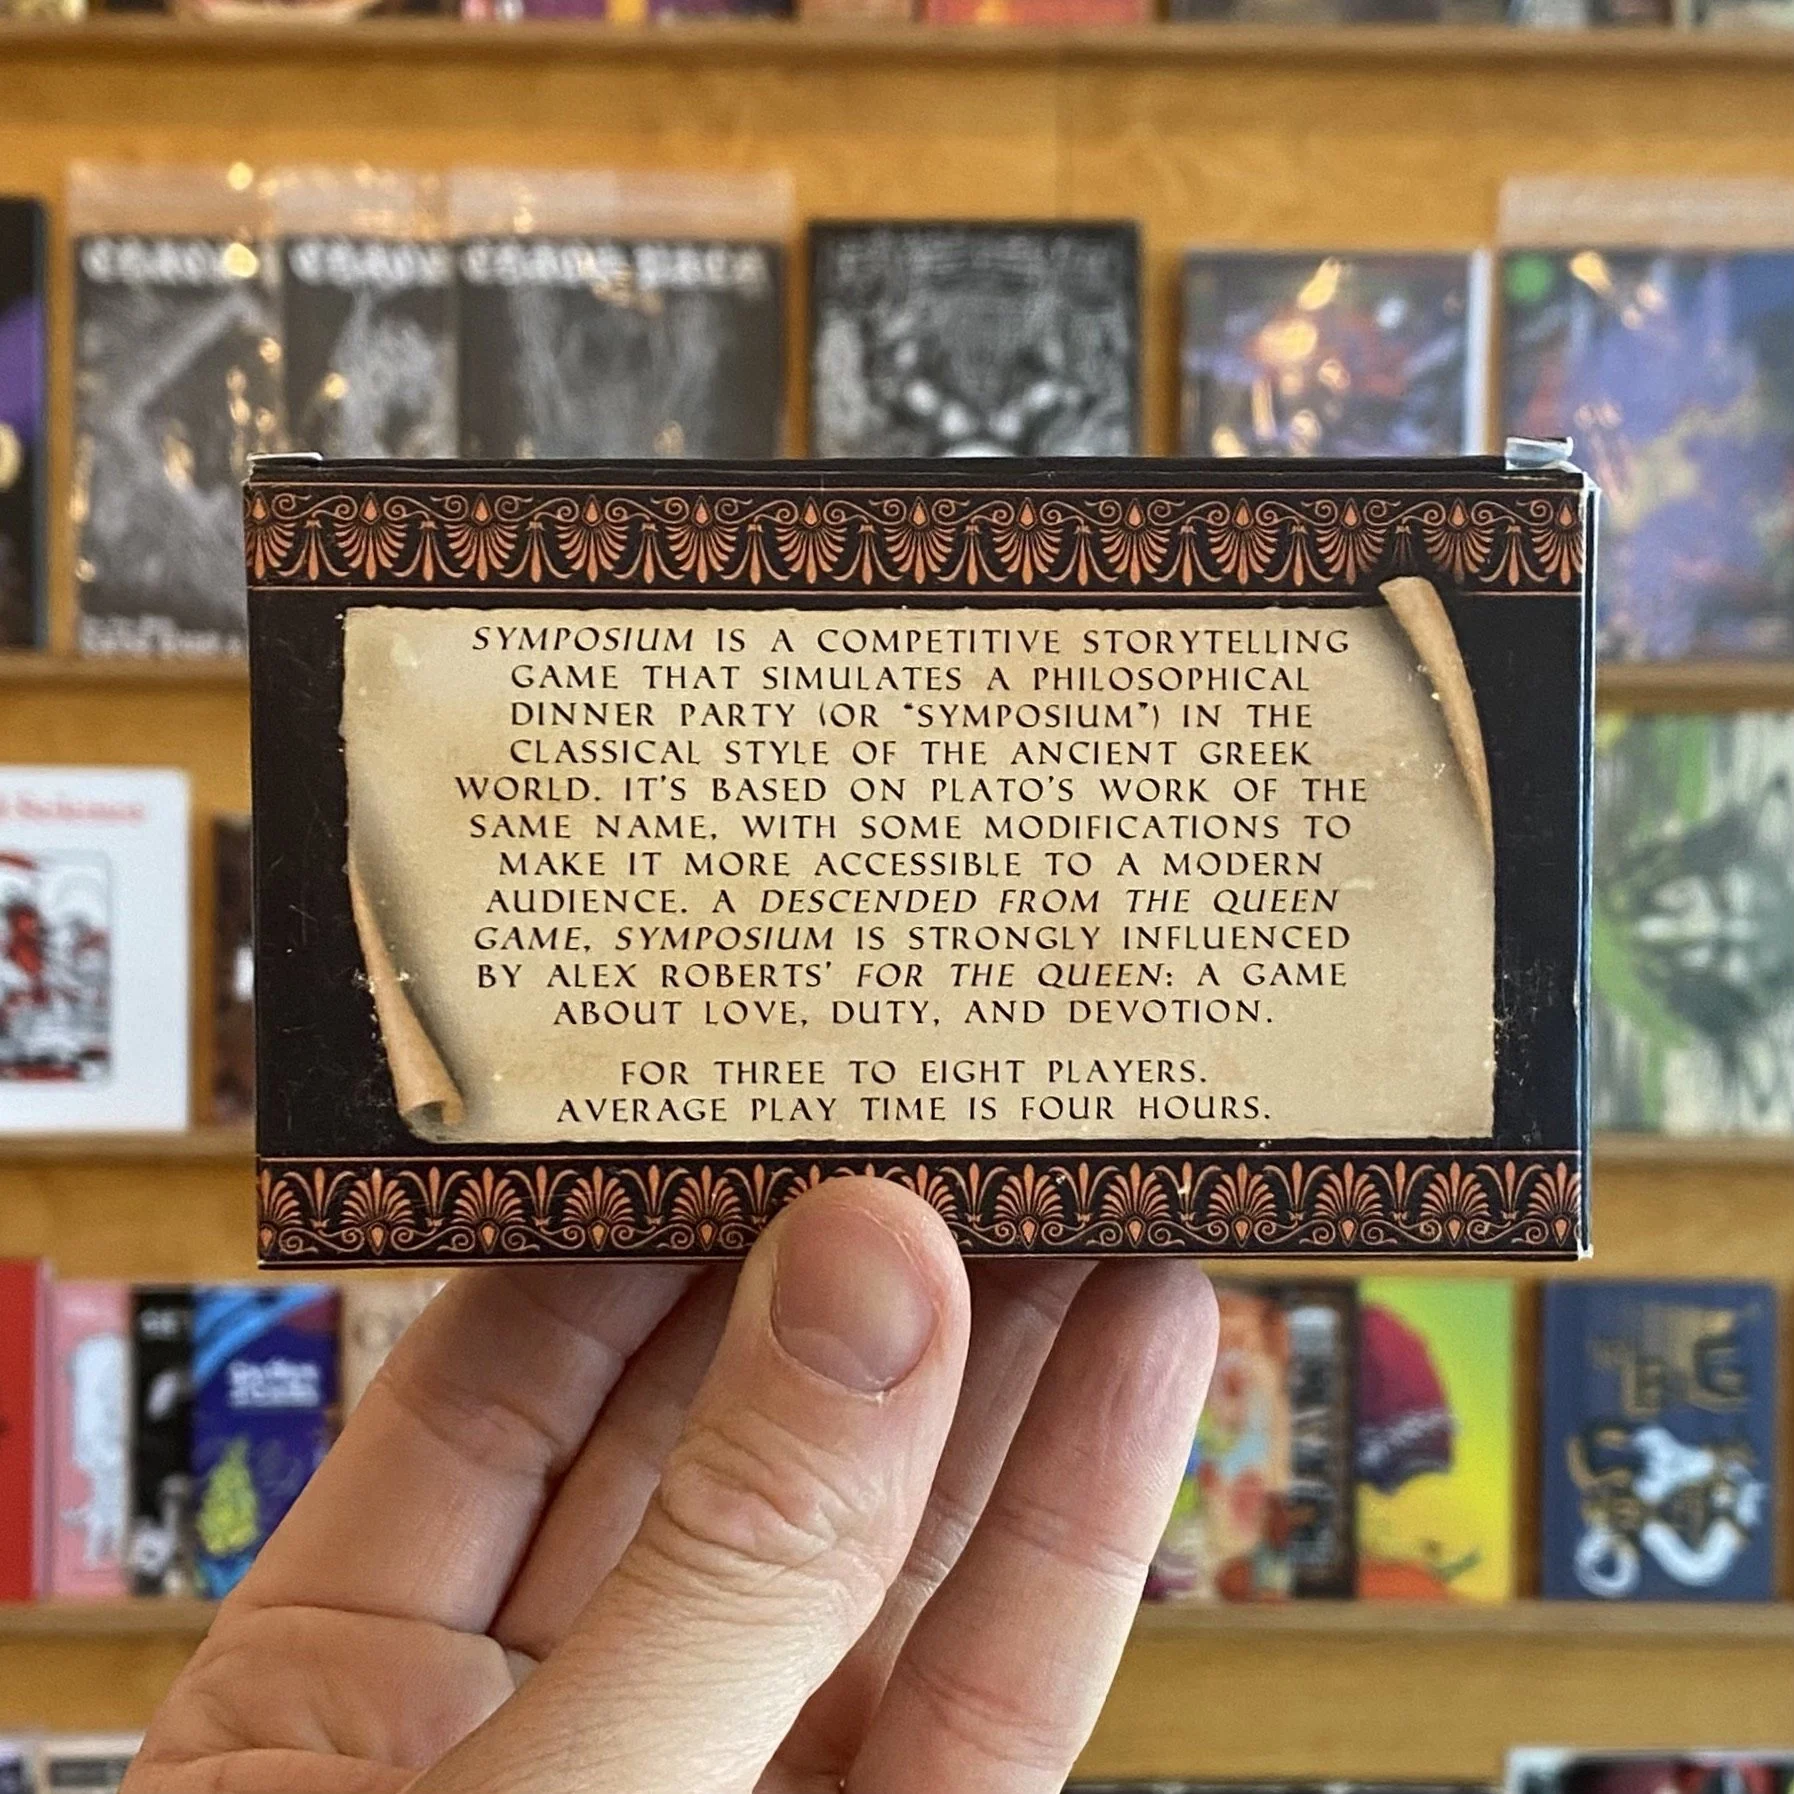 SYMPOSIUM IS A COMPETITIVE STORYTELLING
GAME THAT SIMULATES A PHILOSOPHICAL
DINNER PARTY (OR “SYMPOSIUM”) IN THE
CLASSICAL STYLE OF THE ANCIENT GREEK
WORLD. IT'S BASED ON PLATO'S WORK OF THE
SAME NAME, WITH SOME MODIFICATIONS TO
MAKE IT MORE ACCESSIBLE TO A MODERN
AUDIENCE. A DESCENDED FROM THE QUEEN
GAME, SYMPOSIUM IS STRONGLY INFLUENCED
BY ALEX ROBERTS' FOR THE QUEEN: A GAME
ABOUT LOVE, DUTY, AND DEVOTION.
FOR THREE TO EIGHT PLAYERS.
AVERAGE PLAY TIME IS FOUR HOURS.